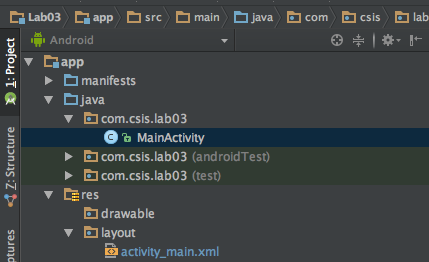 Lab03 app src main java com csis lab
Android
1: Project
app
manifests
java
com.csis.lab03
MainActivity
com.csis.lab03 (androidTest)
com.csis.lab03 (test)
Z: Structure
res
drawable
layout
activity_main.xml
ptures